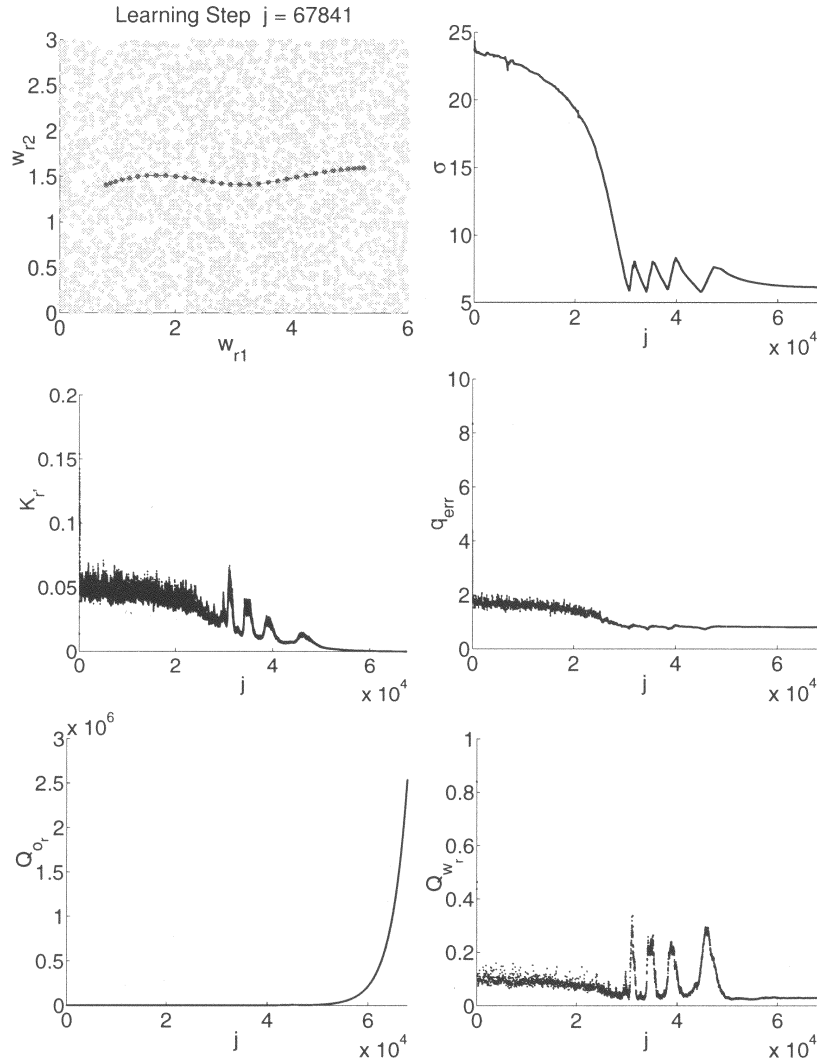 Learning Step j = 67841
3
2.5
2
1.5
1
0.5
0
w_r2
0 2 4 6
w_r1
25
20
15
10
5
σ
0 2 4 6
j
x 10^4
0.2
0.15
0.1
0.05
0
K_r'
0 2 4 6
j
x 10^4
10
8
6
4
2
0
q_err
0 2 4 6
j
x 10^4
x 10^6
3
2.5
2
1.5
1
0.5
0
Q_o_r
0 2 4 6
j
x 10^4
1
0.8
0.6
0.4
0.2
0
Q_w_r
0 2 4 6
j
x 10^4